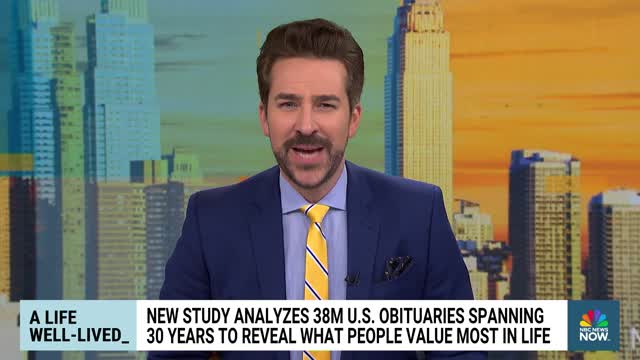 A LIFE
WELL-LIVED_
NEW STUDY ANALYZES 38M U.S. OBITUARIES SPANNING
30 YEARS TO REVEAL WHAT PEOPLE VALUE MOST IN LIFE
NBC NEWS
NOW.